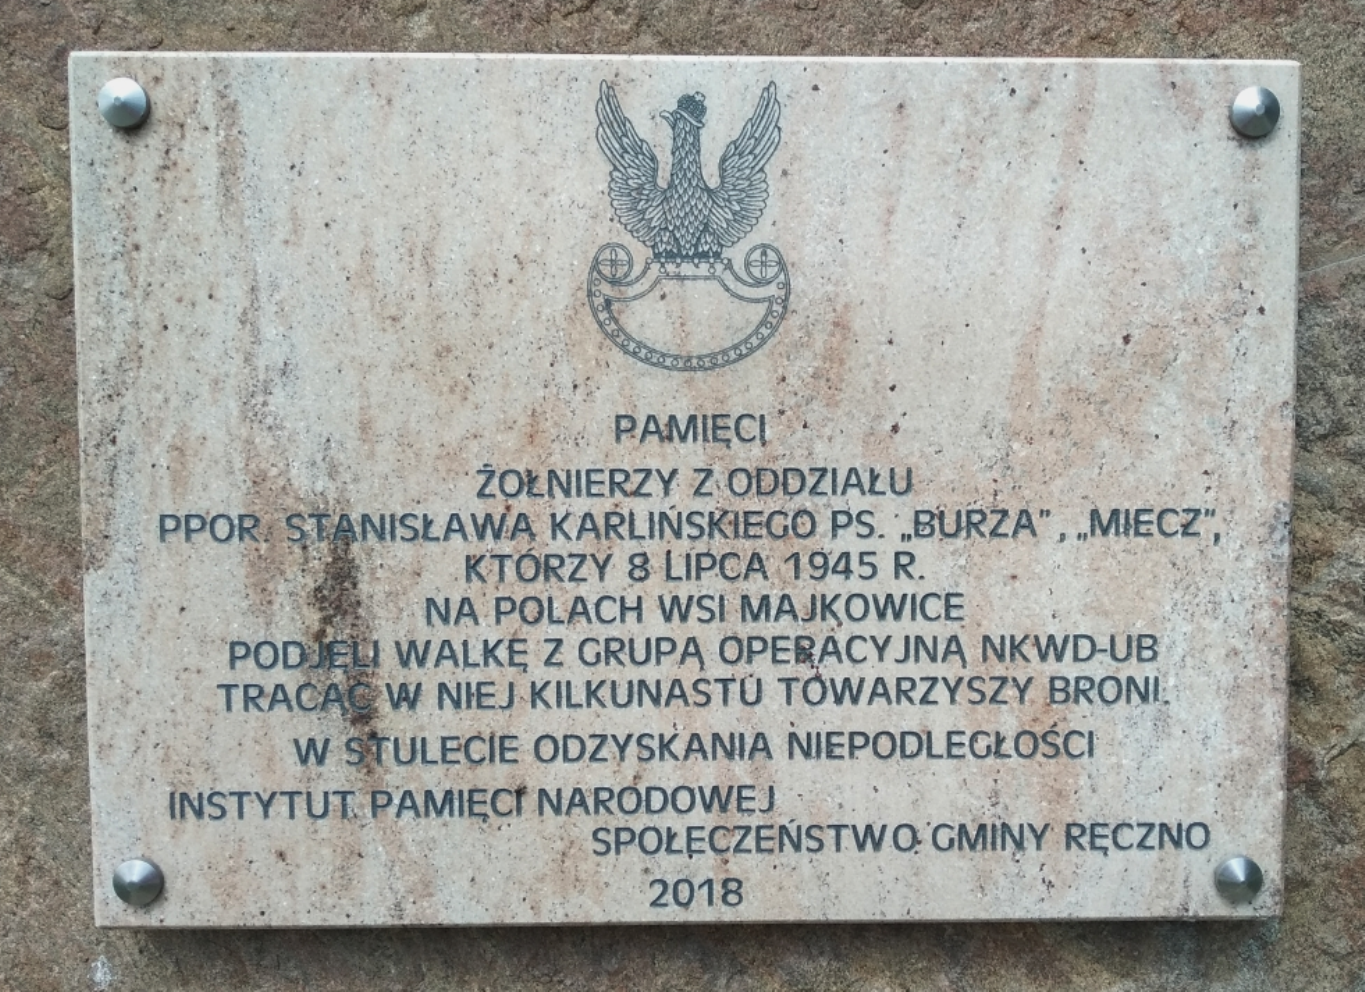 PAMIĘCI
ŻOŁNIERZY Z ODDZIAŁU
PPOR. STANISŁAWA KARLIŃSKIEGO PS. „BURZA”, „MIECZ”,
KTÓRZY 8 LIPCA 1945 R.
NA POLACH WSI MAJKOWICE
PODJĘLI WALKĘ Z GRUPĄ OPERACYJNĄ NKWD-UB
TRACĄC W NIEJ KILKUNASTU TOWARZYSZY BRONI.
W STULECIE ODZYSKANIA NIEPODLEGŁOŚCI
INSTYTUT PAMIĘCI NARODOWEJ
SPOŁECZEŃSTWO GMINY RĘCZNO
2018